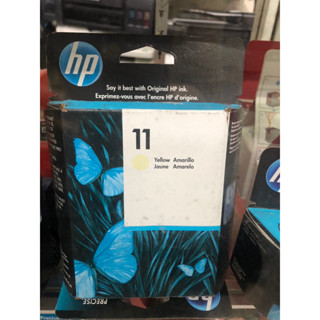 hp
Say it best with Original HP ink.
Exprimez-vous avec l'encre HP d'origine.
11
Yellow Amarillo
Jaune Amarelo
PRECISE